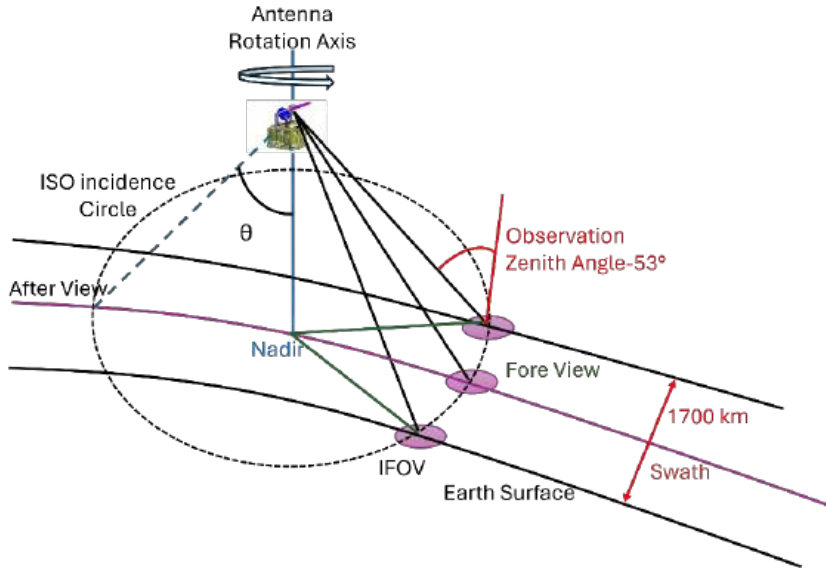 Antenna
Rotation Axis
ISO incidence
Circle
θ
Observation
Zenith Angle-53°
After View
Nadir
Fore View
1700 km
IFOV
Swath
Earth Surface